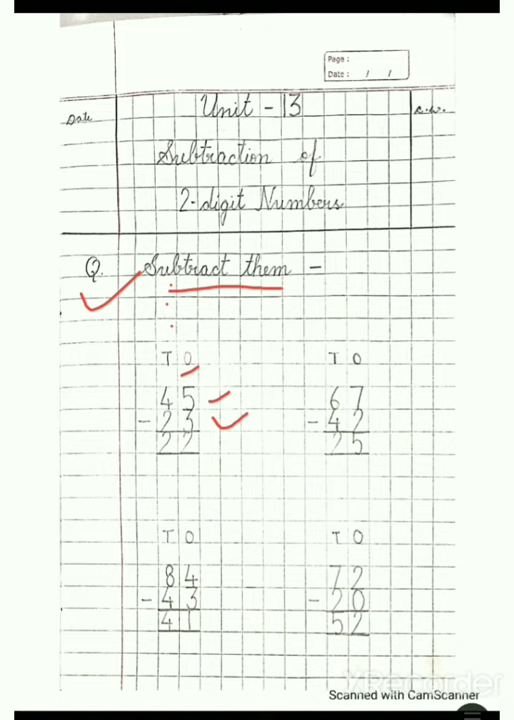 Page :
Date : / /
Date
Unit - 13
C.W.
Subtraction of
2-digit Numbers
Q. Subtract them -
T O T O
45 67
- 23 - 42
22 25
T O T O
84 72
- 43 - 20
41 52
XRecorder
Scanned with CamScanner